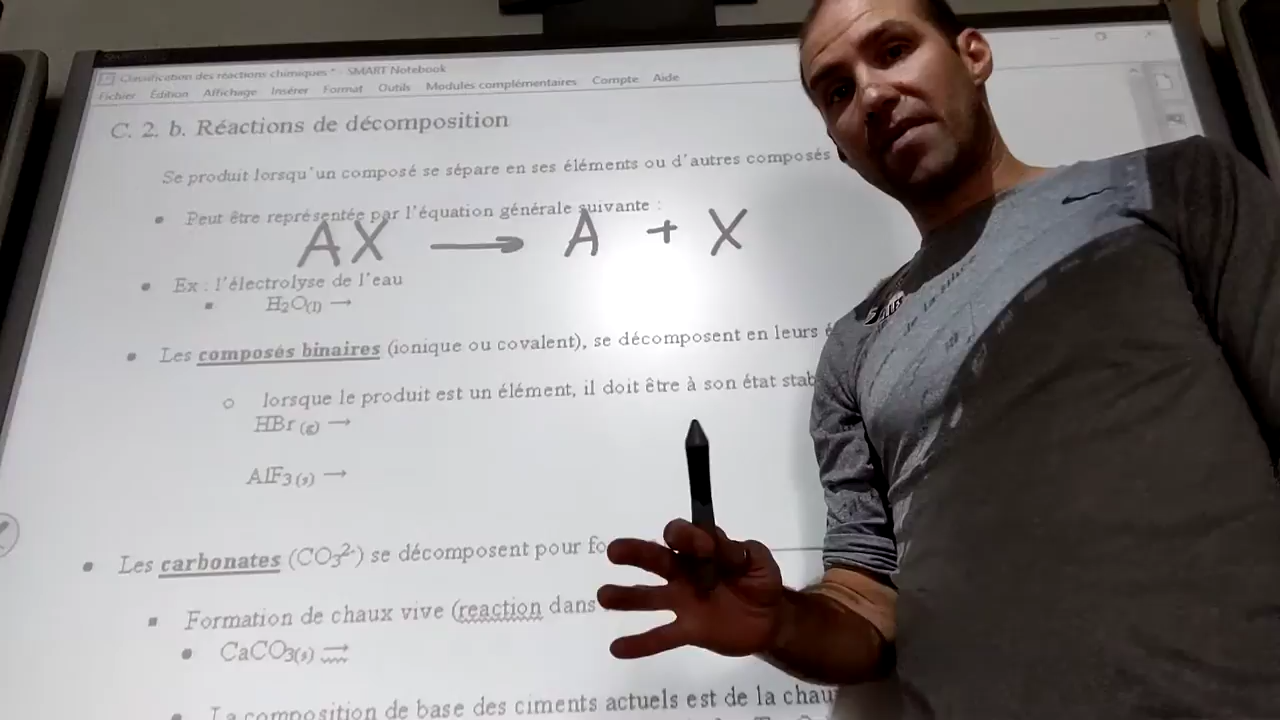 Classification des réactions chimiques * - SMART Notebook
Fichier Édition Affichage Insérer Format Outils Modules complémentaires Compte Aide
C. 2. b. Réactions de décomposition
Se produit lorsqu'un composé se sépare en ses éléments ou d'autres composés
• Peut être représentée par l'équation générale suivante :
AX → A + X
• Ex : l'électrolyse de l'eau
▪ H₂O(l) →
• Les composés binaires (ionique ou covalent), se décomposent en leurs é
o lorsque le produit est un élément, il doit être à son état stab
HBr (g) →
AlF₃ (s) →
• Les carbonates (CO₃²⁻) se décomposent pour fo
▪ Formation de chaux vive (reaction dans
• CaCO₃(s) →
▪ La composition de base des ciments actuels est de la chau